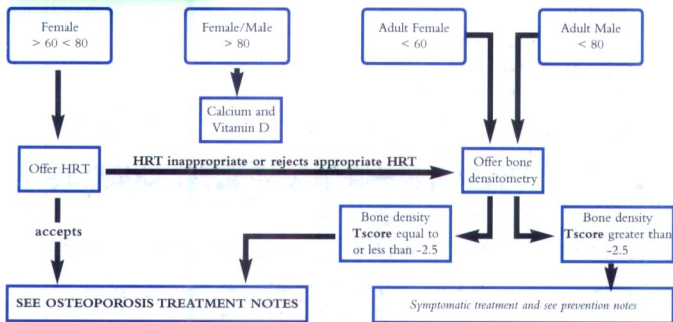 Female
> 60 < 80
Female/Male
> 80
Adult Female
< 60
Adult Male
< 80
Calcium and
Vitamin D
Offer HRT
HRT inappropriate or rejects appropriate HRT
Offer bone
densitometry
accepts
Bone density
Tscore equal to
or less than -2.5
Bone density
Tscore greater than
-2.5
SEE OSTEOPOROSIS TREATMENT NOTES
Symptomatic treatment and see prevention notes